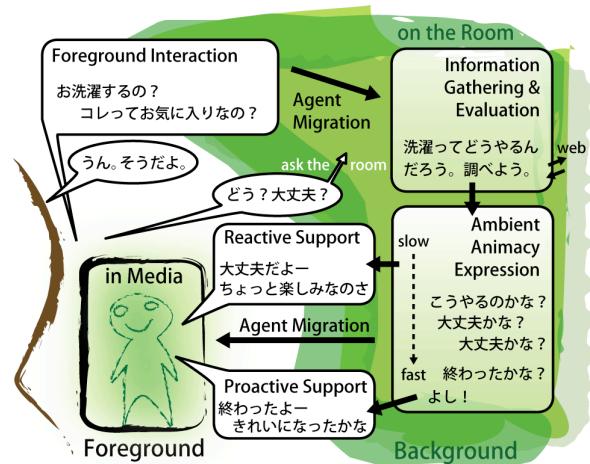 on the Room
Foreground Interaction
お洗濯するの？
コレってお気に入りなの？
Agent
Migration
Information
Gathering &
Evaluation
洗濯ってどうやるん
だろう。調べよう。
web
うん。そうだよ。
ask the room
どう？大丈夫？
Reactive Support
大丈夫だよー
ちょっと楽しみなのさ
slow
Ambient
Animacy
Expression
こうやるのかな？
大丈夫かな？
大丈夫かな？
fast
終わったかな？
よし！
in Media
Agent Migration
Proactive Support
終わったよー
きれいになったかな
Foreground
Background